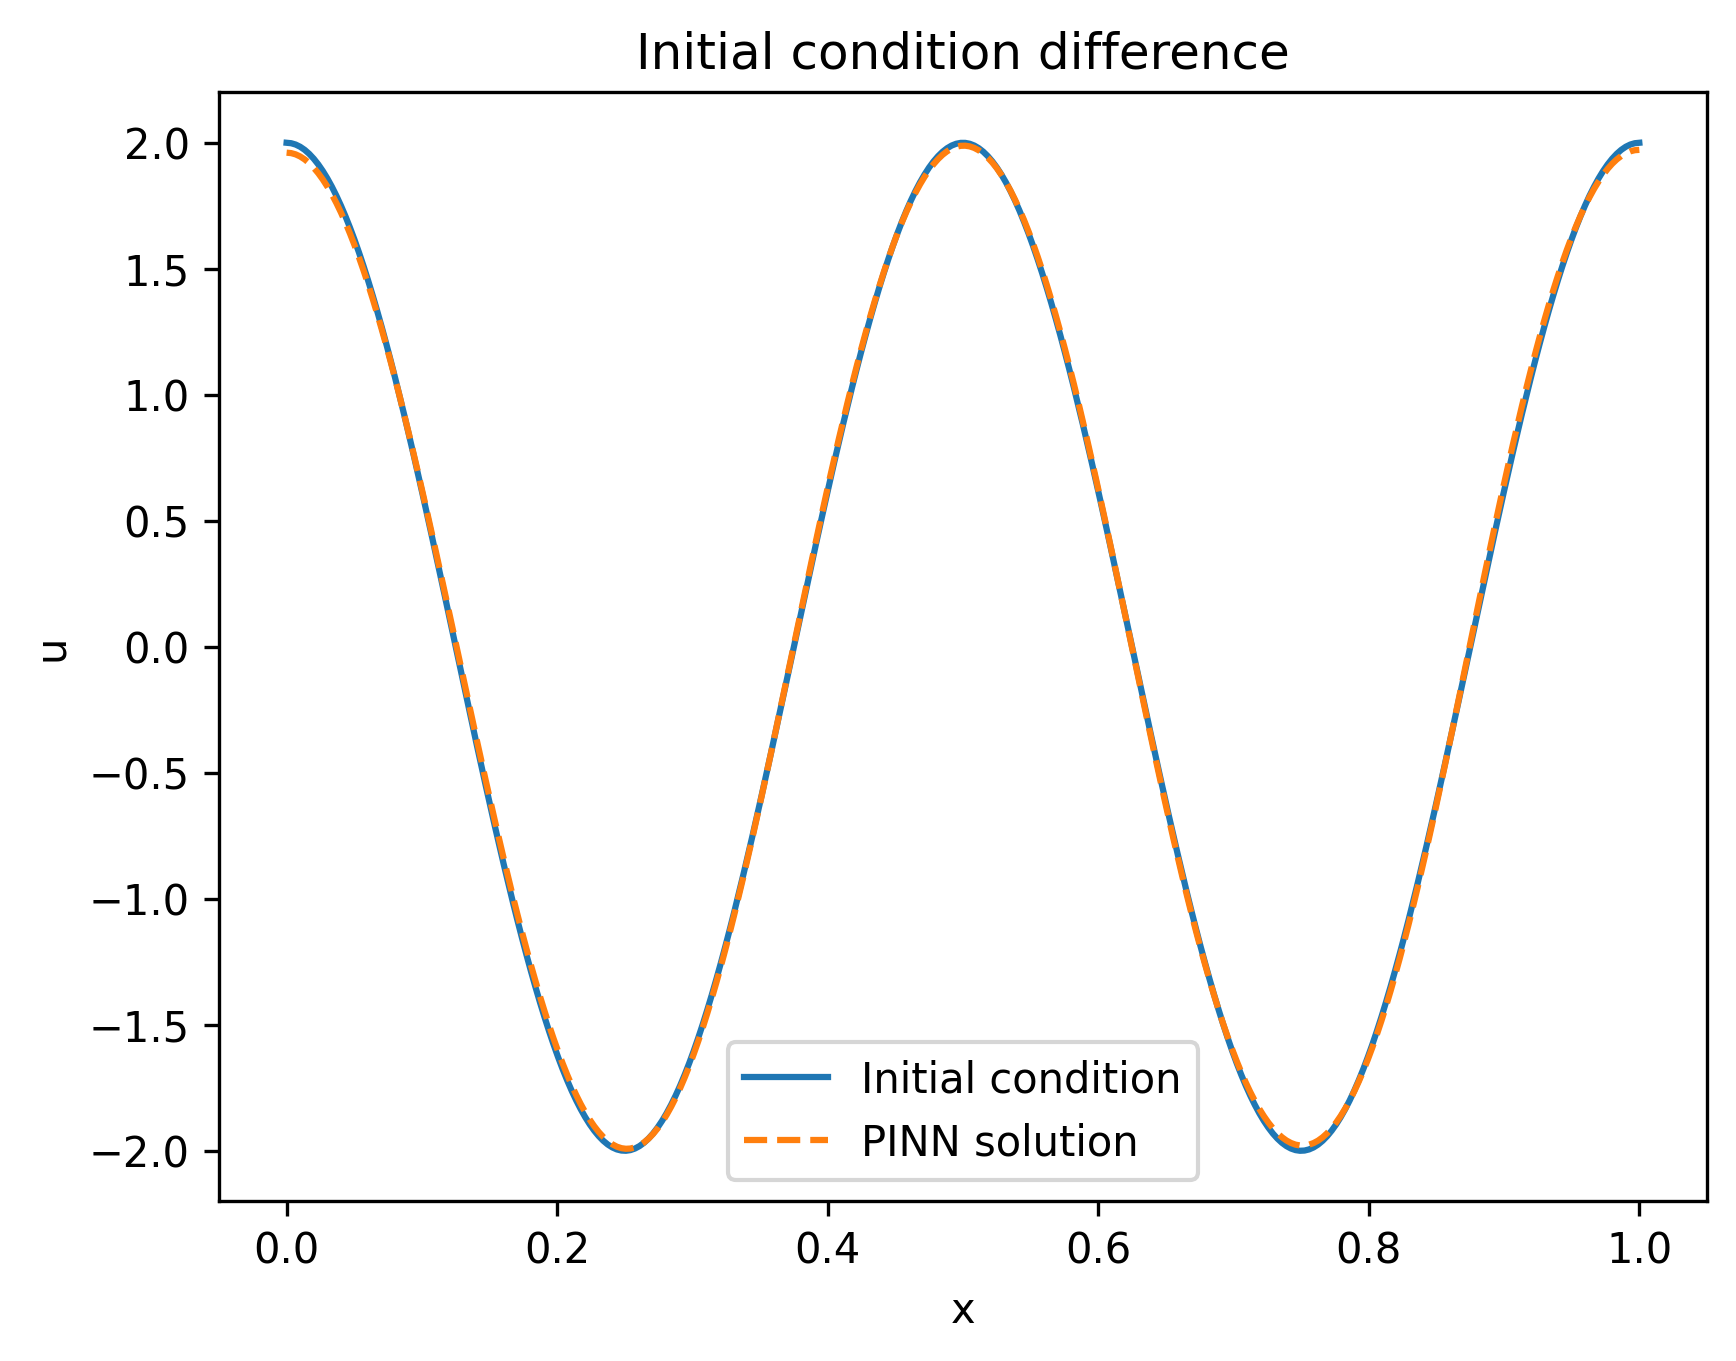 Initial condition difference
2.0
1.5
1.0
0.5
0.0
−0.5
−1.0
−1.5
−2.0
u
Initial condition
PINN solution
0.0 0.2 0.4 0.6 0.8 1.0
x